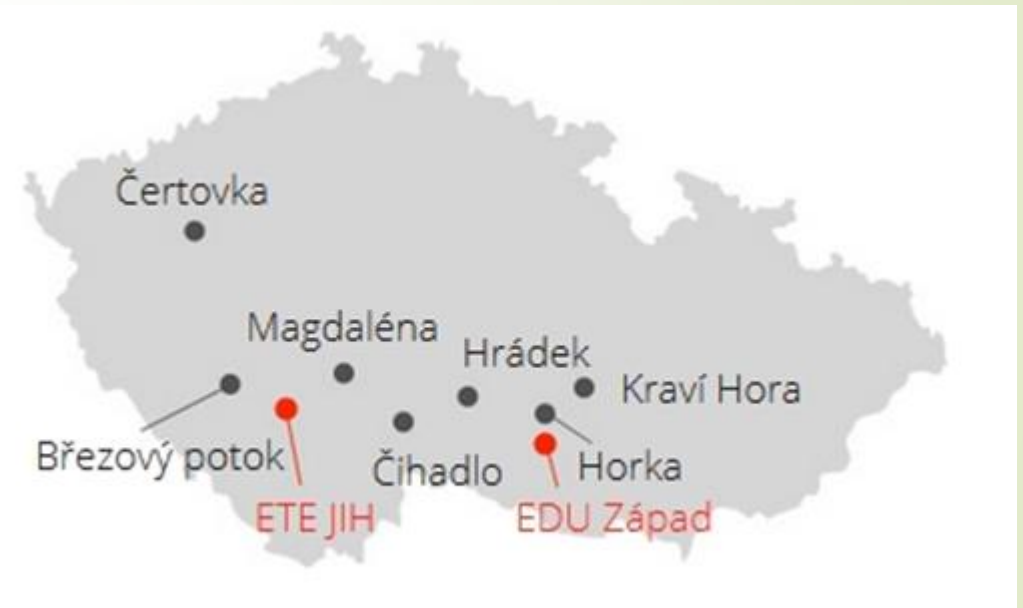 Čertovka
Magdaléna
Hrádek
Kraví Hora
Březový potok
Čihadlo
Horka
ETE JIH
EDU Západ